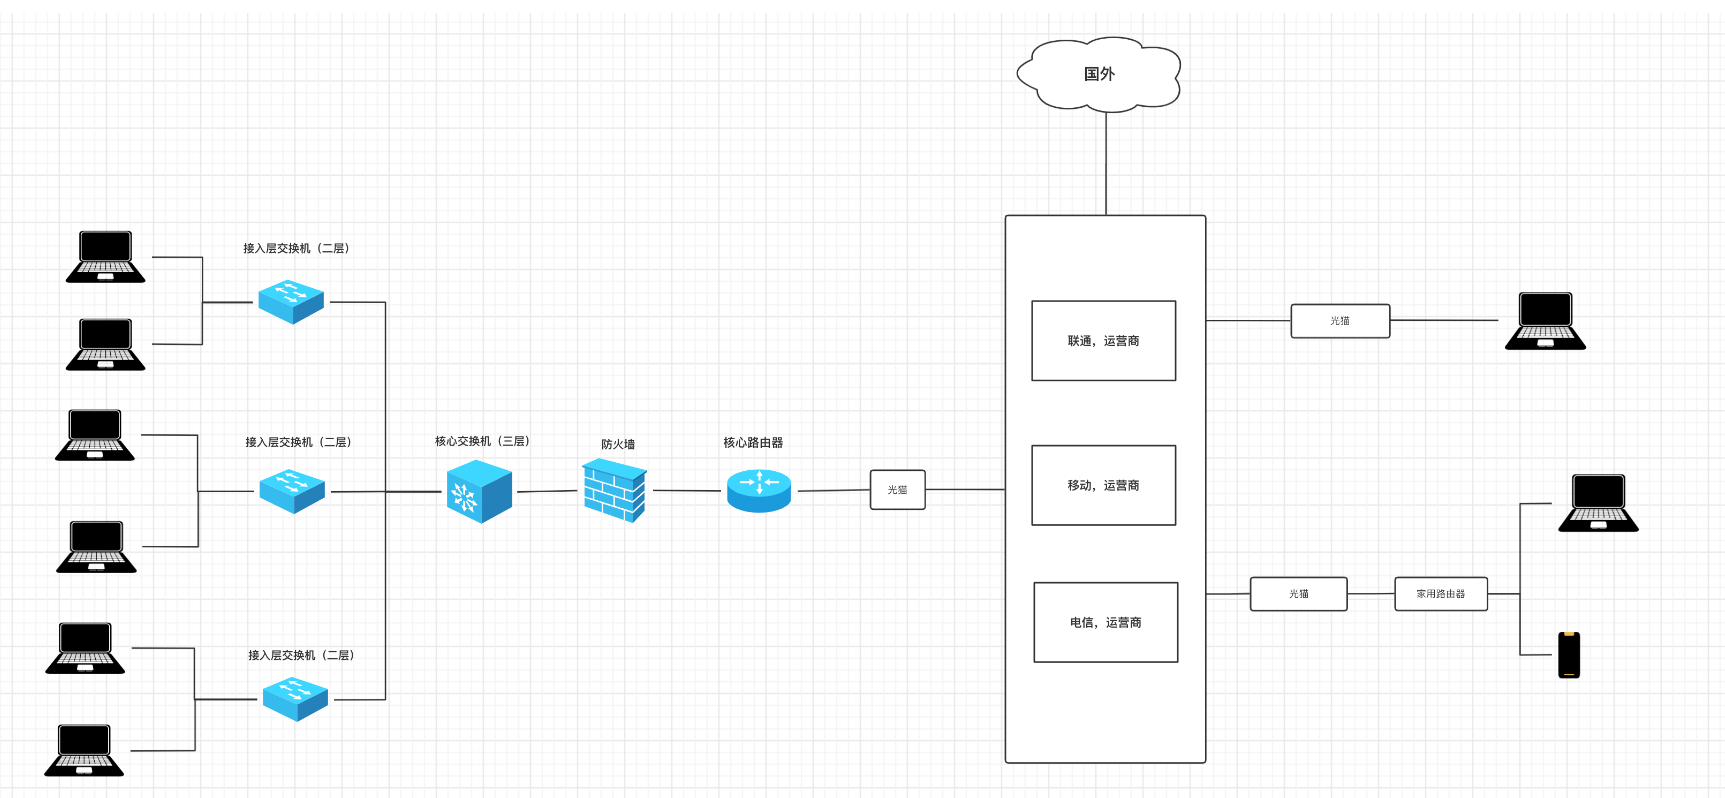 国外
接入层交换机（二层）
联通，运营商
光猫
接入层交换机（二层）
核心交换机（三层）
防火墙
核心路由器
光猫
移动，运营商
电信，运营商
光猫
家用路由器
接入层交换机（二层）